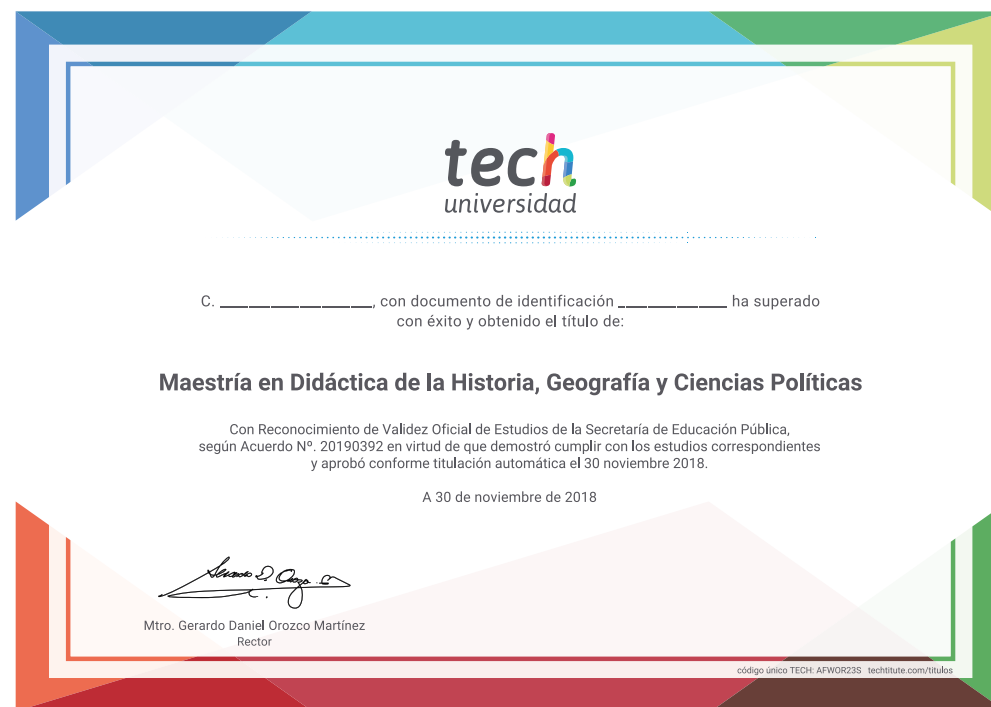 tech
universidad
C. ____________, con documento de identificación ____________ ha superado
con éxito y obtenido el título de:
Maestría en Didáctica de la Historia, Geografía y Ciencias Políticas
Con Reconocimiento de Validez Oficial de Estudios de la Secretaría de Educación Pública,
según Acuerdo Nº. 20190392 en virtud de que demostró cumplir con los estudios correspondientes
y aprobó conforme titulación automática el 30 noviembre 2018.
A 30 de noviembre de 2018
Mtro. Gerardo Daniel Orozco Martínez
Rector
código único TECH: AFWOR23S techtitute.com/titulos